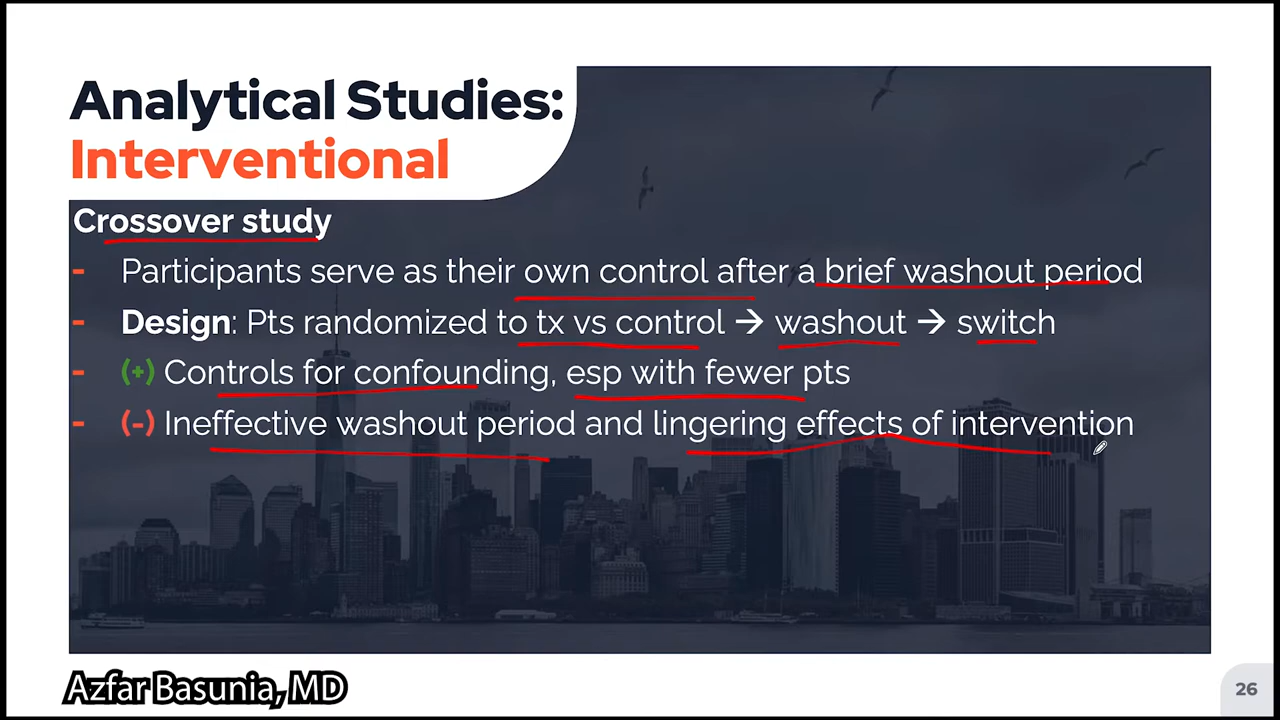 Analytical Studies:
Interventional
Crossover study
- Participants serve as their own control after a brief washout period
- Design: Pts randomized to tx vs control → washout → switch
- (+) Controls for confounding, esp with fewer pts
- (-) Ineffective washout period and lingering effects of intervention
Azfar Basunia, MD
26